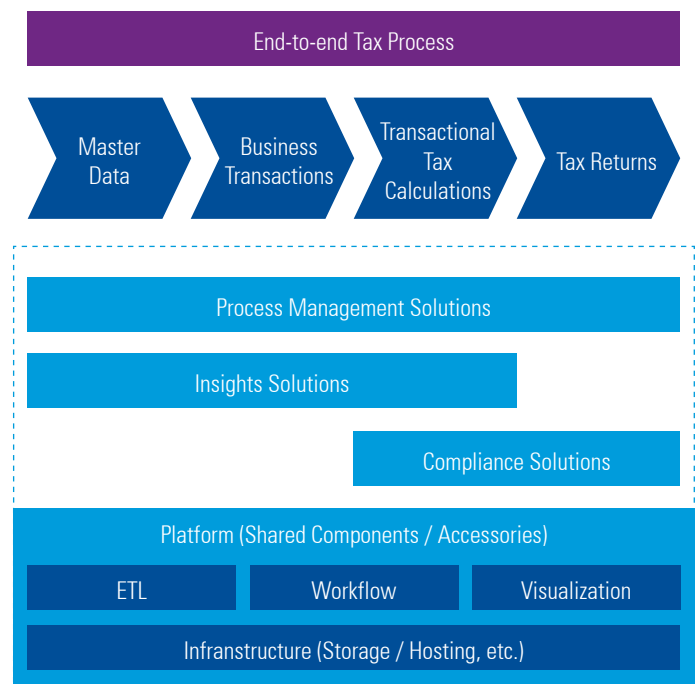 End-to-end Tax Process
Master
Data
Business
Transactions
Transactional
Tax
Calculations
Tax Returns
Process Management Solutions
Insights Solutions
Compliance Solutions
Platform (Shared Components / Accessories)
ETL
Workflow
Visualization
Infranstructure (Storage / Hosting, etc.)